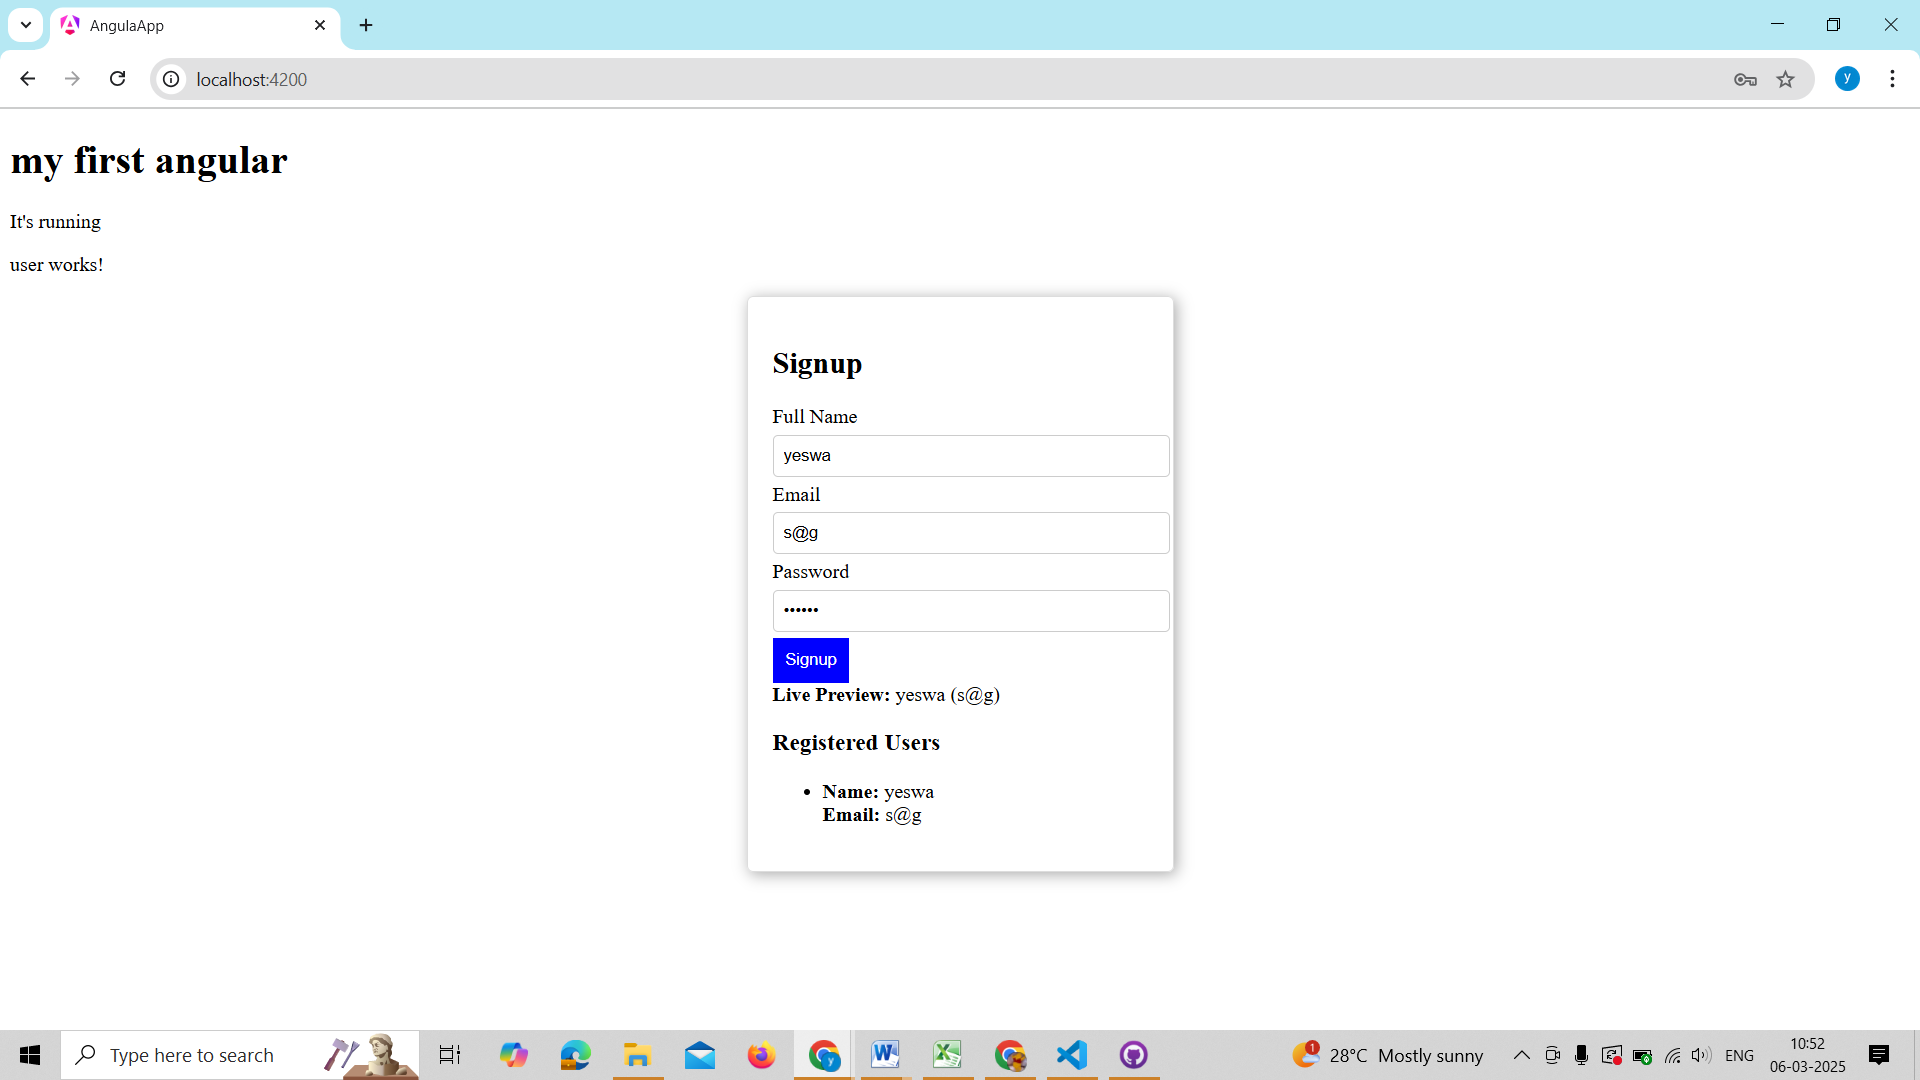 AngulaApp
localhost:4200
y
my first angular
It's running
user works!
Signup
Full Name
yeswa
Email
s@g
Password
••••••
Signup
Live Preview: yeswa (s@g)
Registered Users
• Name: yeswa
Email: s@g
Type here to search
1
28°C Mostly sunny
ENG
10:52
06-03-2025